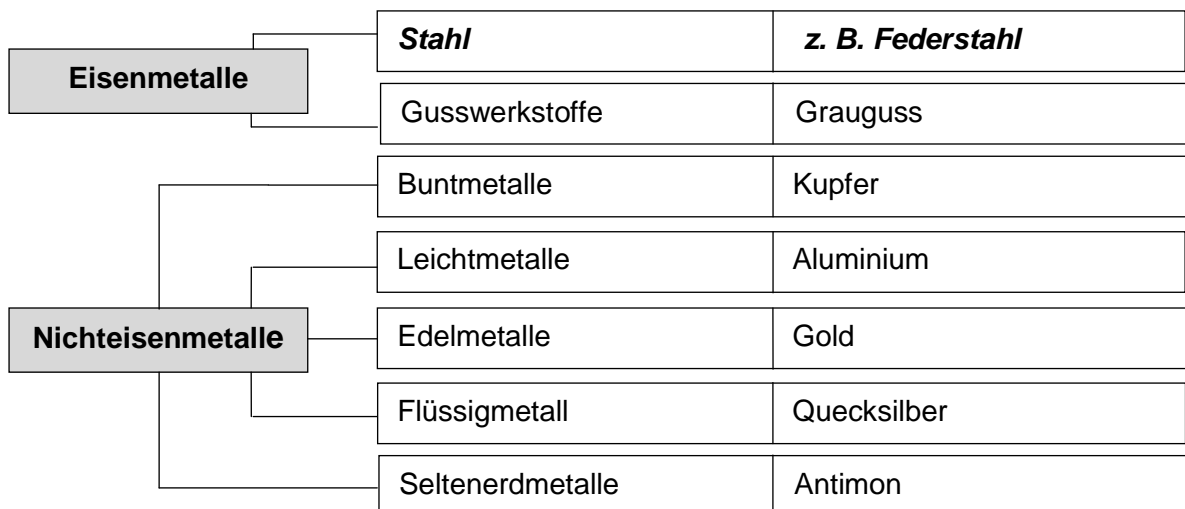 Stahl z. B. Federstahl
Eisenmetalle
Gusswerkstoffe Grauguss
Buntmetalle Kupfer
Leichtmetalle Aluminium
Nichteisenmetalle Edelmetalle Gold
Flüssigmetall Quecksilber
Seltenerdmetalle Antimon